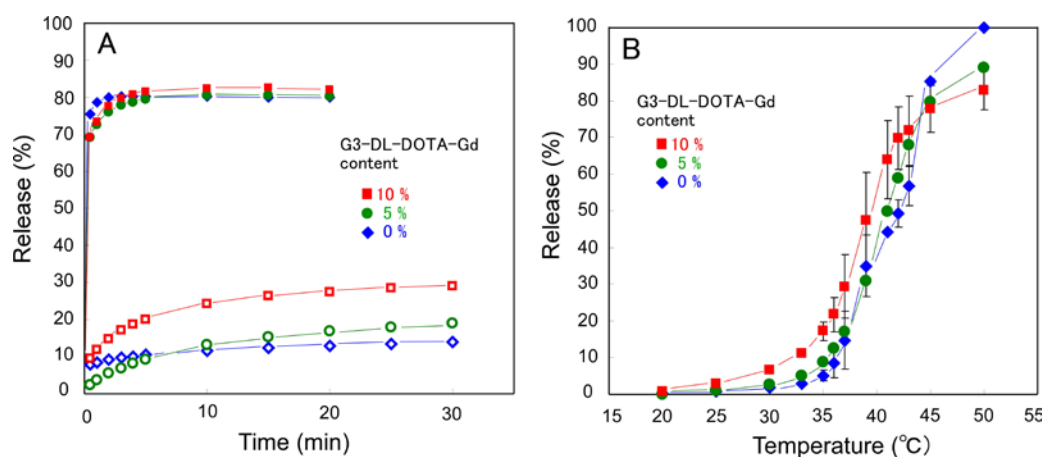 A
100
90
80
70
60
50
40
30
20
10
0
Release (%)
0
10
20
30
Time (min)
G3-DL-DOTA-Gd
content
10 %
5 %
0 %
B
100
90
80
70
60
50
40
30
20
10
0
Release (%)
15 20 25 30 35 40 45 50 55
Temperature (℃)
G3-DL-DOTA-Gd
content
10 %
5 %
0 %